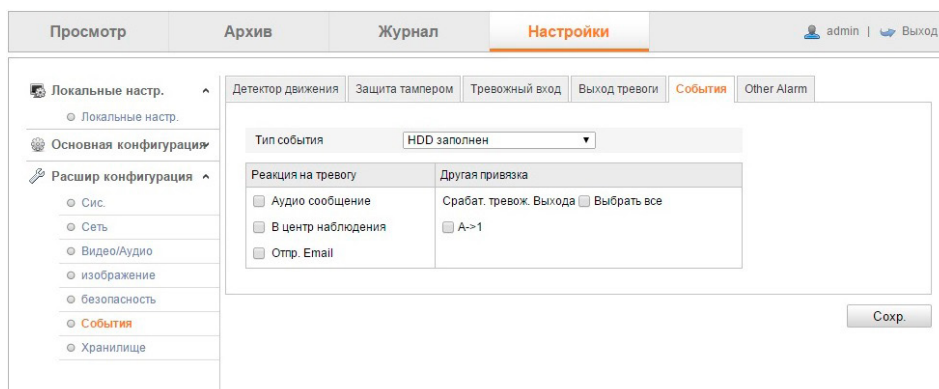 Просмотр Архив Журнал Настройки admin | Выход
Локальные настр.
Локальные настр.
Основная конфигурация
Расшир конфигурация
Сис.
Сеть
Видео/Аудио
изображение
безопасность
События
Хранилище
Детектор движения Защита тампером Тревожный вход Выход тревоги События Other Alarm
Тип события HDD заполнен
Реакция на тревогу Другая привязка
Аудио сообщение Срабат. тревож. Выхода Выбрать все
В центр наблюдения A->1
Отпр. Email
Сохр.